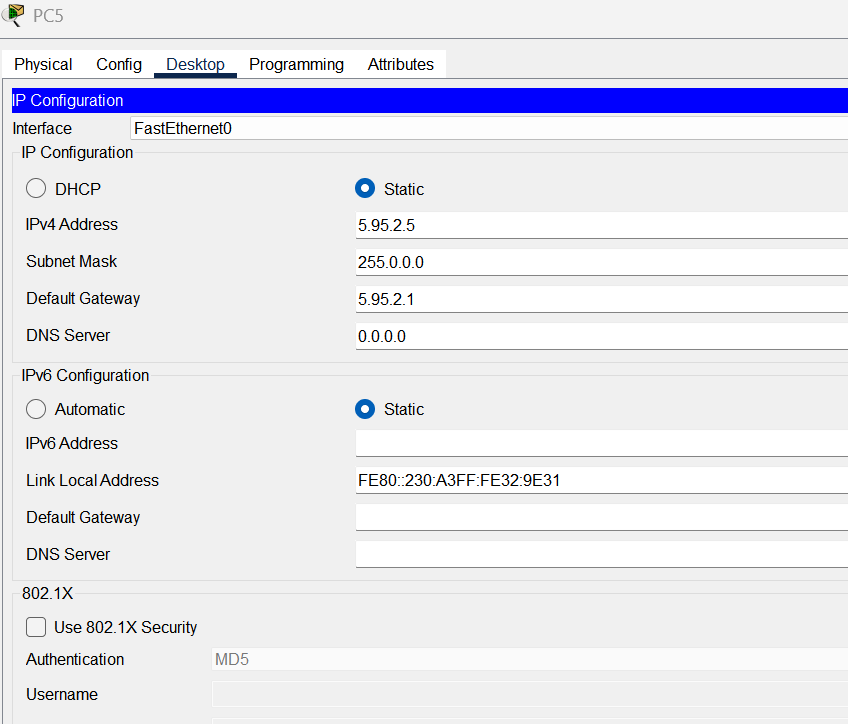 PC5
Physical Config Desktop Programming Attributes
IP Configuration
Interface FastEthernet0
IP Configuration
DHCP Static
IPv4 Address 5.95.2.5
Subnet Mask 255.0.0.0
Default Gateway 5.95.2.1
DNS Server 0.0.0.0
IPv6 Configuration
Automatic Static
IPv6 Address
Link Local Address FE80::230:A3FF:FE32:9E31
Default Gateway
DNS Server
802.1X
Use 802.1X Security
Authentication MD5
Username